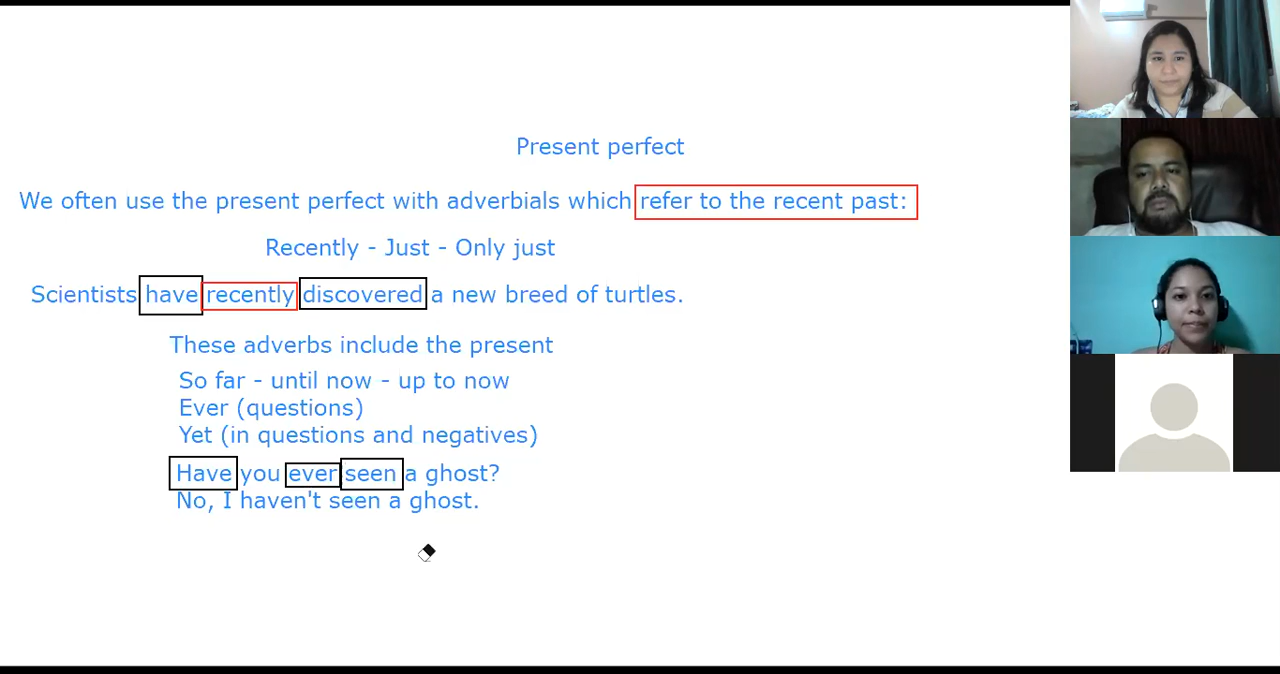 Present perfect
We often use the present perfect with adverbials which refer to the recent past:
Recently - Just - Only just
Scientists have recently discovered a new breed of turtles.
These adverbs include the present
So far - until now - up to now
Ever (questions)
Yet (in questions and negatives)
Have you ever seen a ghost?
No, I haven't seen a ghost.